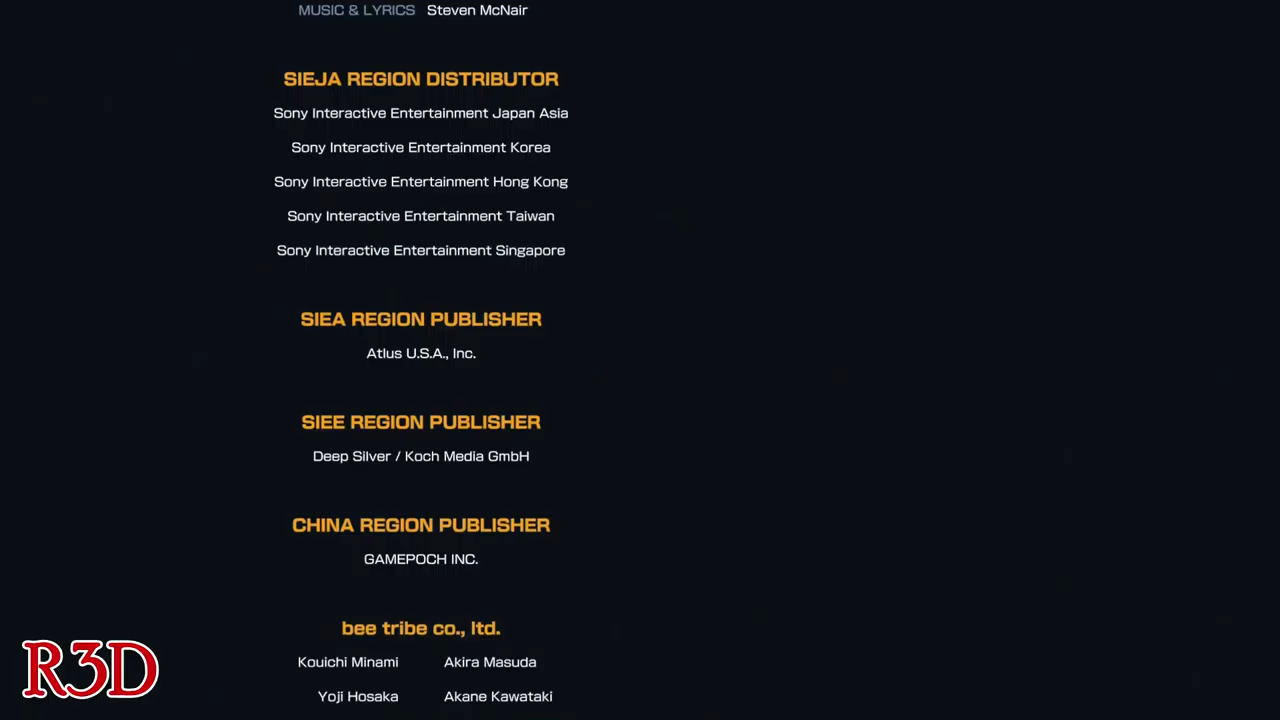 MUSIC & LYRICS Steven McNair
SIEJA REGION DISTRIBUTOR
Sony Interactive Entertainment Japan Asia
Sony Interactive Entertainment Korea
Sony Interactive Entertainment Hong Kong
Sony Interactive Entertainment Taiwan
Sony Interactive Entertainment Singapore
SIEA REGION PUBLISHER
Atlus U.S.A., Inc.
SIEE REGION PUBLISHER
Deep Silver / Koch Media GmbH
CHINA REGION PUBLISHER
GAMEPOCH INC.
bee tribe co., ltd.
Kouichi Minami Akira Masuda
Yoji Hosaka Akane Kawataki
R3D